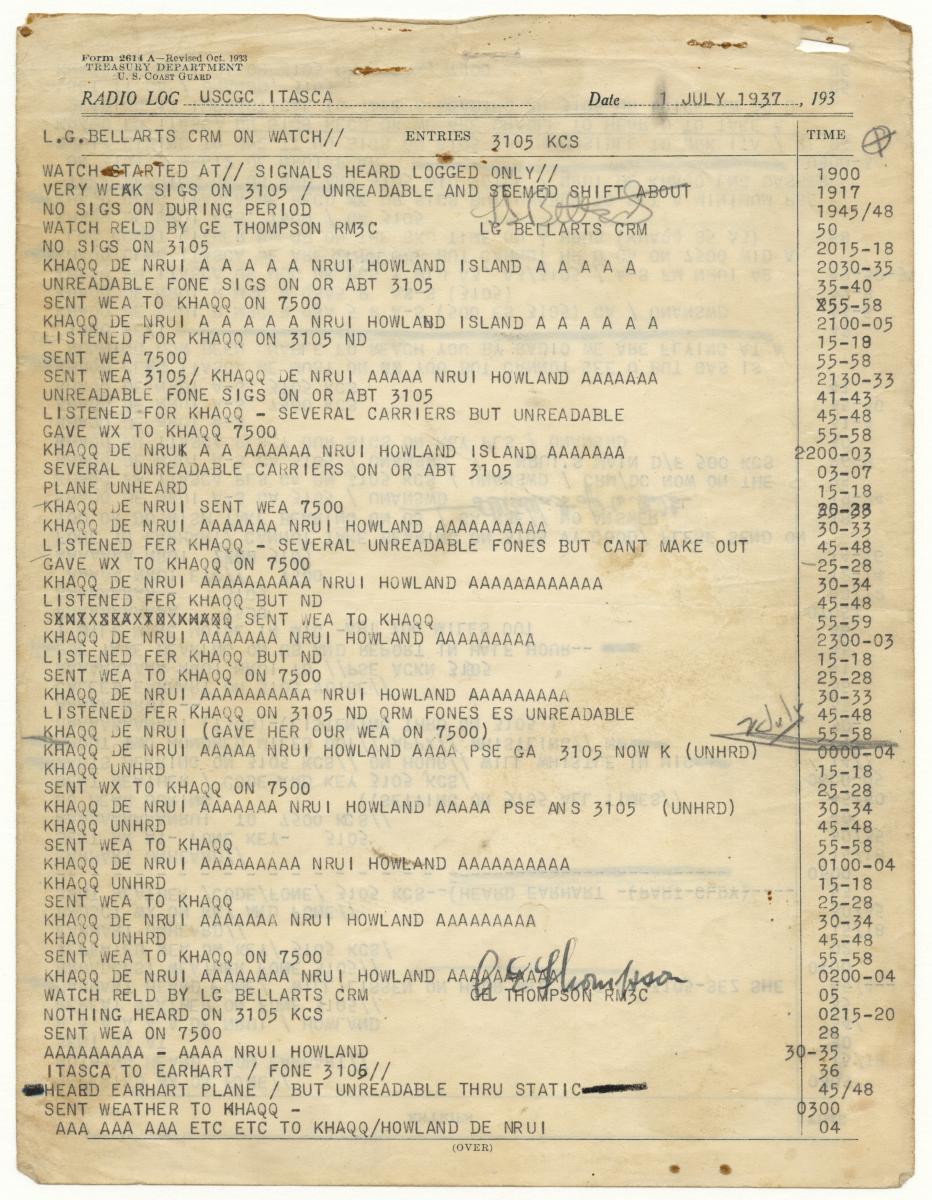 Form 2614 A—Revised Oct. 1933
TREASURY DEPARTMENT
U. S. COAST GUARD
RADIO LOG USCGC ITASCA Date 1 JULY 1937, 193
L.G.BELLARTS CRM ON WATCH// ENTRIES 3105 KCS TIME
WATCH STARTED AT// SIGNALS HEARD LOGGED ONLY// 1900
VERY WEAK SIGS ON 3105 / UNREADABLE AND SEEMED SHIFT ABOUT 1917
NO SIGS ON DURING PERIOD LG Bellarts 1945/48
WATCH RELD BY GE THOMPSON RM3C LG BELLARTS CRM 50
NO SIGS ON 3105 2015-18
KHAQQ DE NRUI A A A A A NRUI HOWLAND ISLAND A A A A A 2030-35
UNREADABLE FONE SIGS ON OR ABT 3105 35-40
SENT WEA TO KHAQQ ON 7500 55-58
KHAQQ DE NRUI A A A A A NRUI HOWLAND ISLAND A A A A A A 2100-05
LISTENED FOR KHAQQ ON 3105 ND 15-18
SENT WEA 7500 55-58
SENT WEA 3105/ KHAQQ DE NRUI AAAAA NRUI HOWLAND AAAAAAA 2130-33
UNREADABLE FONE SIGS ON OR ABT 3105 41-43
LISTENED FOR KHAQQ - SEVERAL CARRIERS BUT UNREADABLE 45-48
GAVE WX TO KHAQQ 7500 55-58
KHAQQ DE NRUK A A AAAAAA NRUI HOWLAND ISLAND AAAAAAA 2200-03
SEVERAL UNREADABLE CARRIERS ON OR ABT 3105 03-07
PLANE UNHEARD 15-18
KHAQQ DE NRUI SENT WEA 7500
KHAQQ DE NRUI AAAAAAA NRUI HOWLAND AAAAAAAAAA 30-33
LISTENED FER KHAQQ - SEVERAL UNREADABLE FONES BUT CANT MAKE OUT 45-48
GAVE WX TO KHAQQ ON 7500 25-28
KHAQQ DE NRUI AAAAAAAAAA NRUI HOWLAND AAAAAAAAAAAA 30-34
LISTENED FER KHAQQ BUT ND 45-48
SENT WEA TO KHAQQ 55-59
KHAQQ DE NRUI AAAAAAA NRUI HOWLAND AAAAAAAAA 2300-03
LISTENED FER KHAQQ BUT ND 15-18
SENT WEA TO KHAQQ ON 7500 25-28
KHAQQ DE NRUI AAAAAAAAAA NRUI HOWLAND AAAAAAAAA 30-33
LISTENED FER KHAQQ ON 3105 ND QRM FONES ES UNREADABLE 45-48
KHAQQ DE NRUI (GAVE HER OUR WEA ON 7500) 2 July 55-58
KHAQQ DE NRUI AAAAA NRUI HOWLAND AAAA PSE GA 3105 NOW K (UNHRD) 0000-04
KHAQQ UNHRD 15-18
SENT WX TO KHAQQ ON 7500 25-28
KHAQQ DE NRUI AAAAAAA NRUI HOWLAND AAAAA PSE ANS 3105 (UNHRD) 30-34
KHAQQ UNHRD 45-48
SENT WEA TO KHAQQ 55-58
KHAQQ DE NRUI AAAAAAAA NRUI HOWLAND AAAAAAAAAA 0100-04
KHAQQ UNHRD 15-18
SENT WEA TO KHAQQ 25-28
KHAQQ DE NRUI AAAAAAA NRUI HOWLAND AAAAAAAAA 30-34
KHAQQ UNHRD 45-48
SENT WEA TO KHAQQ ON 7500 55-58
KHAQQ DE NRUI AAAAAAAA NRUI HOWLAND AAAAAAAAAA G E Thompson 0200-04
WATCH RELD BY LG BELLARTS CRM GE THOMPSON RM3C 05
NOTHING HEARD ON 3105 KCS 0215-20
SENT WEA ON 7500 28
AAAAAAAAA - AAAA NRUI HOWLAND 30-35
ITASCA TO EARHART / FONE 3105// 36
HEARD EARHART PLANE / BUT UNREADABLE THRU STATIC 45/48
SENT WEATHER TO KHAQQ - 0300
AAA AAA AAA ETC ETC TO KHAQQ/HOWLAND DE NRUI 04
(OVER)